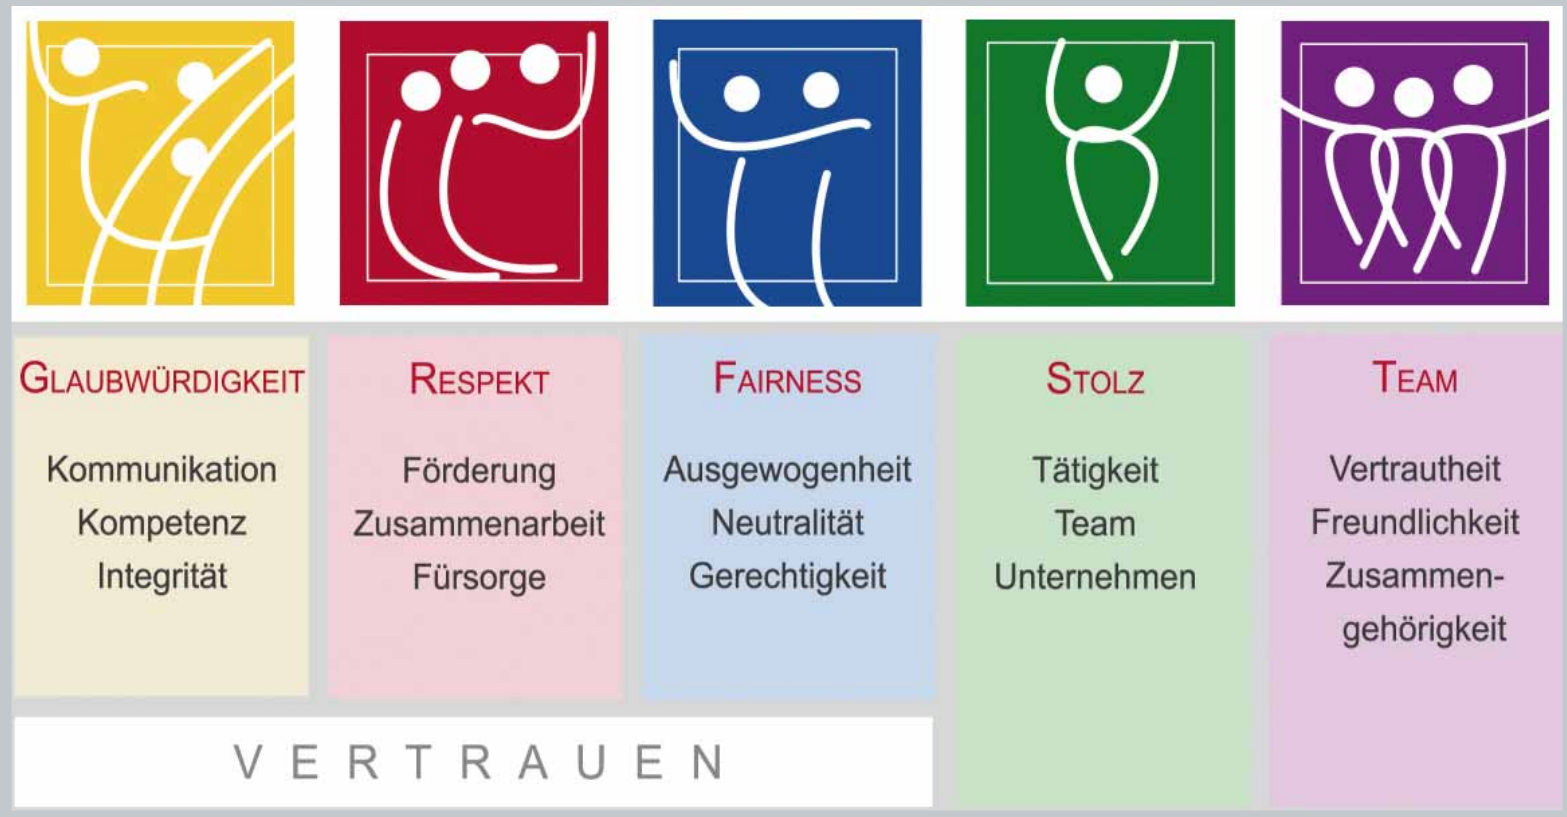 GLAUBWÜRDIGKEIT
Kommunikation
Kompetenz
Integrität
RESPEKT
Förderung
Zusammenarbeit
Fürsorge
FAIRNESS
Ausgewogenheit
Neutralität
Gerechtigkeit
STOLZ
Tätigkeit
Team
Unternehmen
TEAM
Vertrautheit
Freundlichkeit
Zusammen-
gehörigkeit
VERTRAUEN